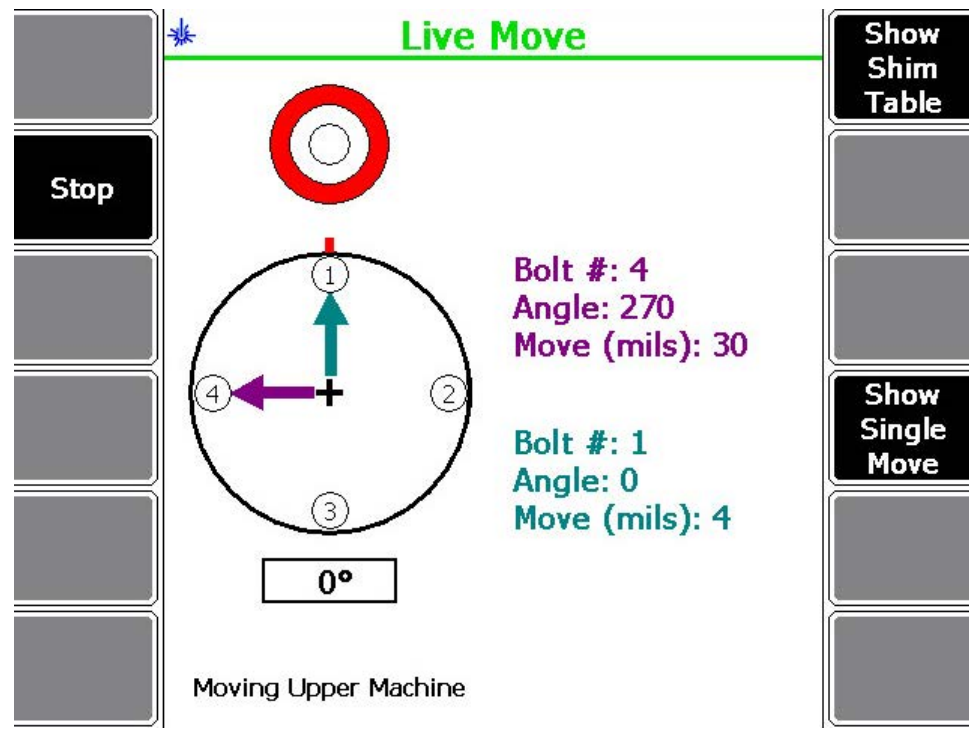 Live Move
Show
Shim
Table
Stop
1
2
3
4
Bolt #: 4
Angle: 270
Move (mils): 30
Bolt #: 1
Angle: 0
Move (mils): 4
Show
Single
Move
0°
Moving Upper Machine